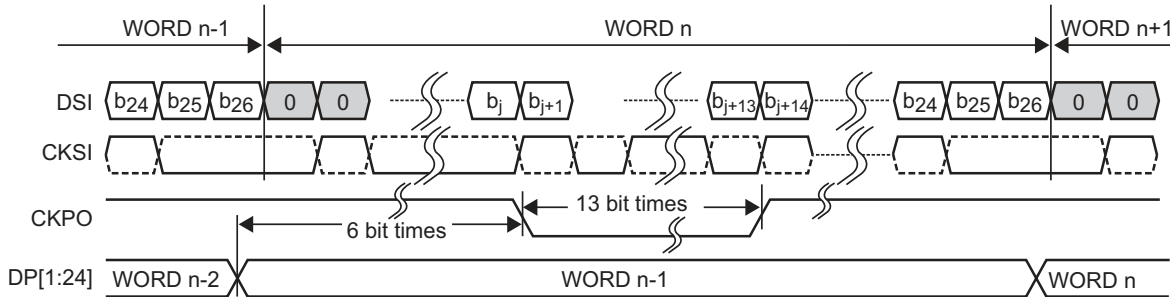 WORD n-1 WORD n WORD n+1
DSI b24 b25 b26 0 0 bj bj+1 bj+13 bj+14 b24 b25 b26 0 0
CKSI
CKPO 6 bit times 13 bit times
DP[1:24] WORD n-2 WORD n-1 WORD n